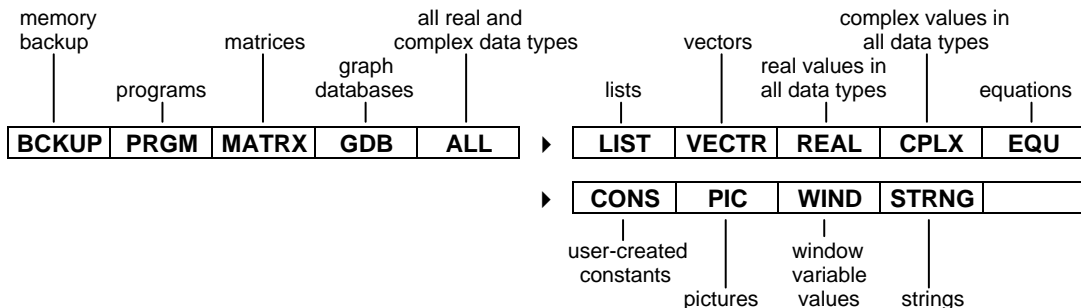 memory
backup
programs
matrices
graph
databases
all real and
complex data types
lists
vectors
real values in
all data types
complex values in
all data types
equations
BCKUP PRGM MATRX GDB ALL ▶ LIST VECTR REAL CPLX EQU
▶ CONS PIC WIND STRNG
user-created
constants
pictures
window
variable
values
strings